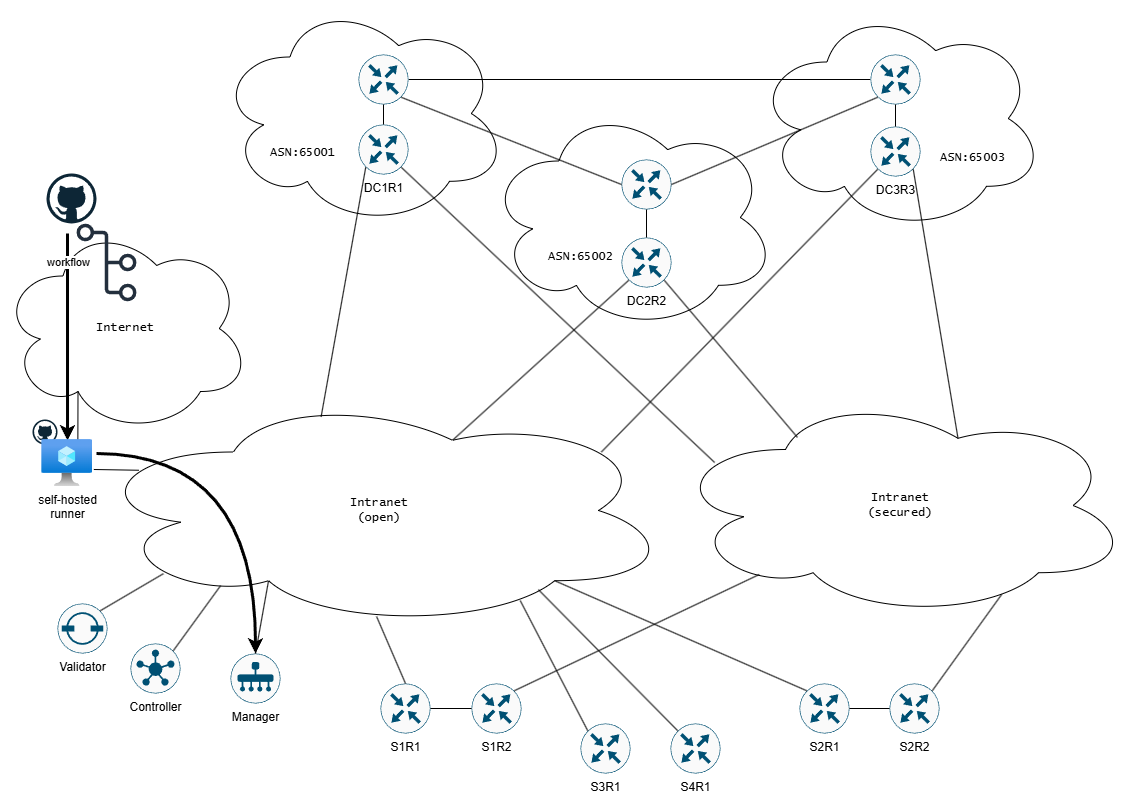 ASN:65001
DC1R1
ASN:65003
DC3R3
ASN:65002
DC2R2
workflow
Internet
self-hosted
runner
Intranet
(open)
Intranet
(secured)
Validator
Controller
Manager
S1R1
S1R2
S3R1
S4R1
S2R1
S2R2